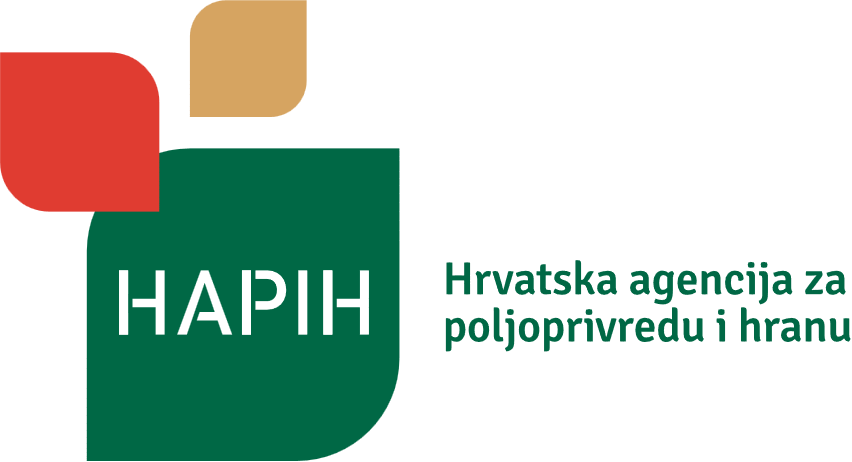 HAPIH
Hrvatska agencija za
poljoprivredu i hranu